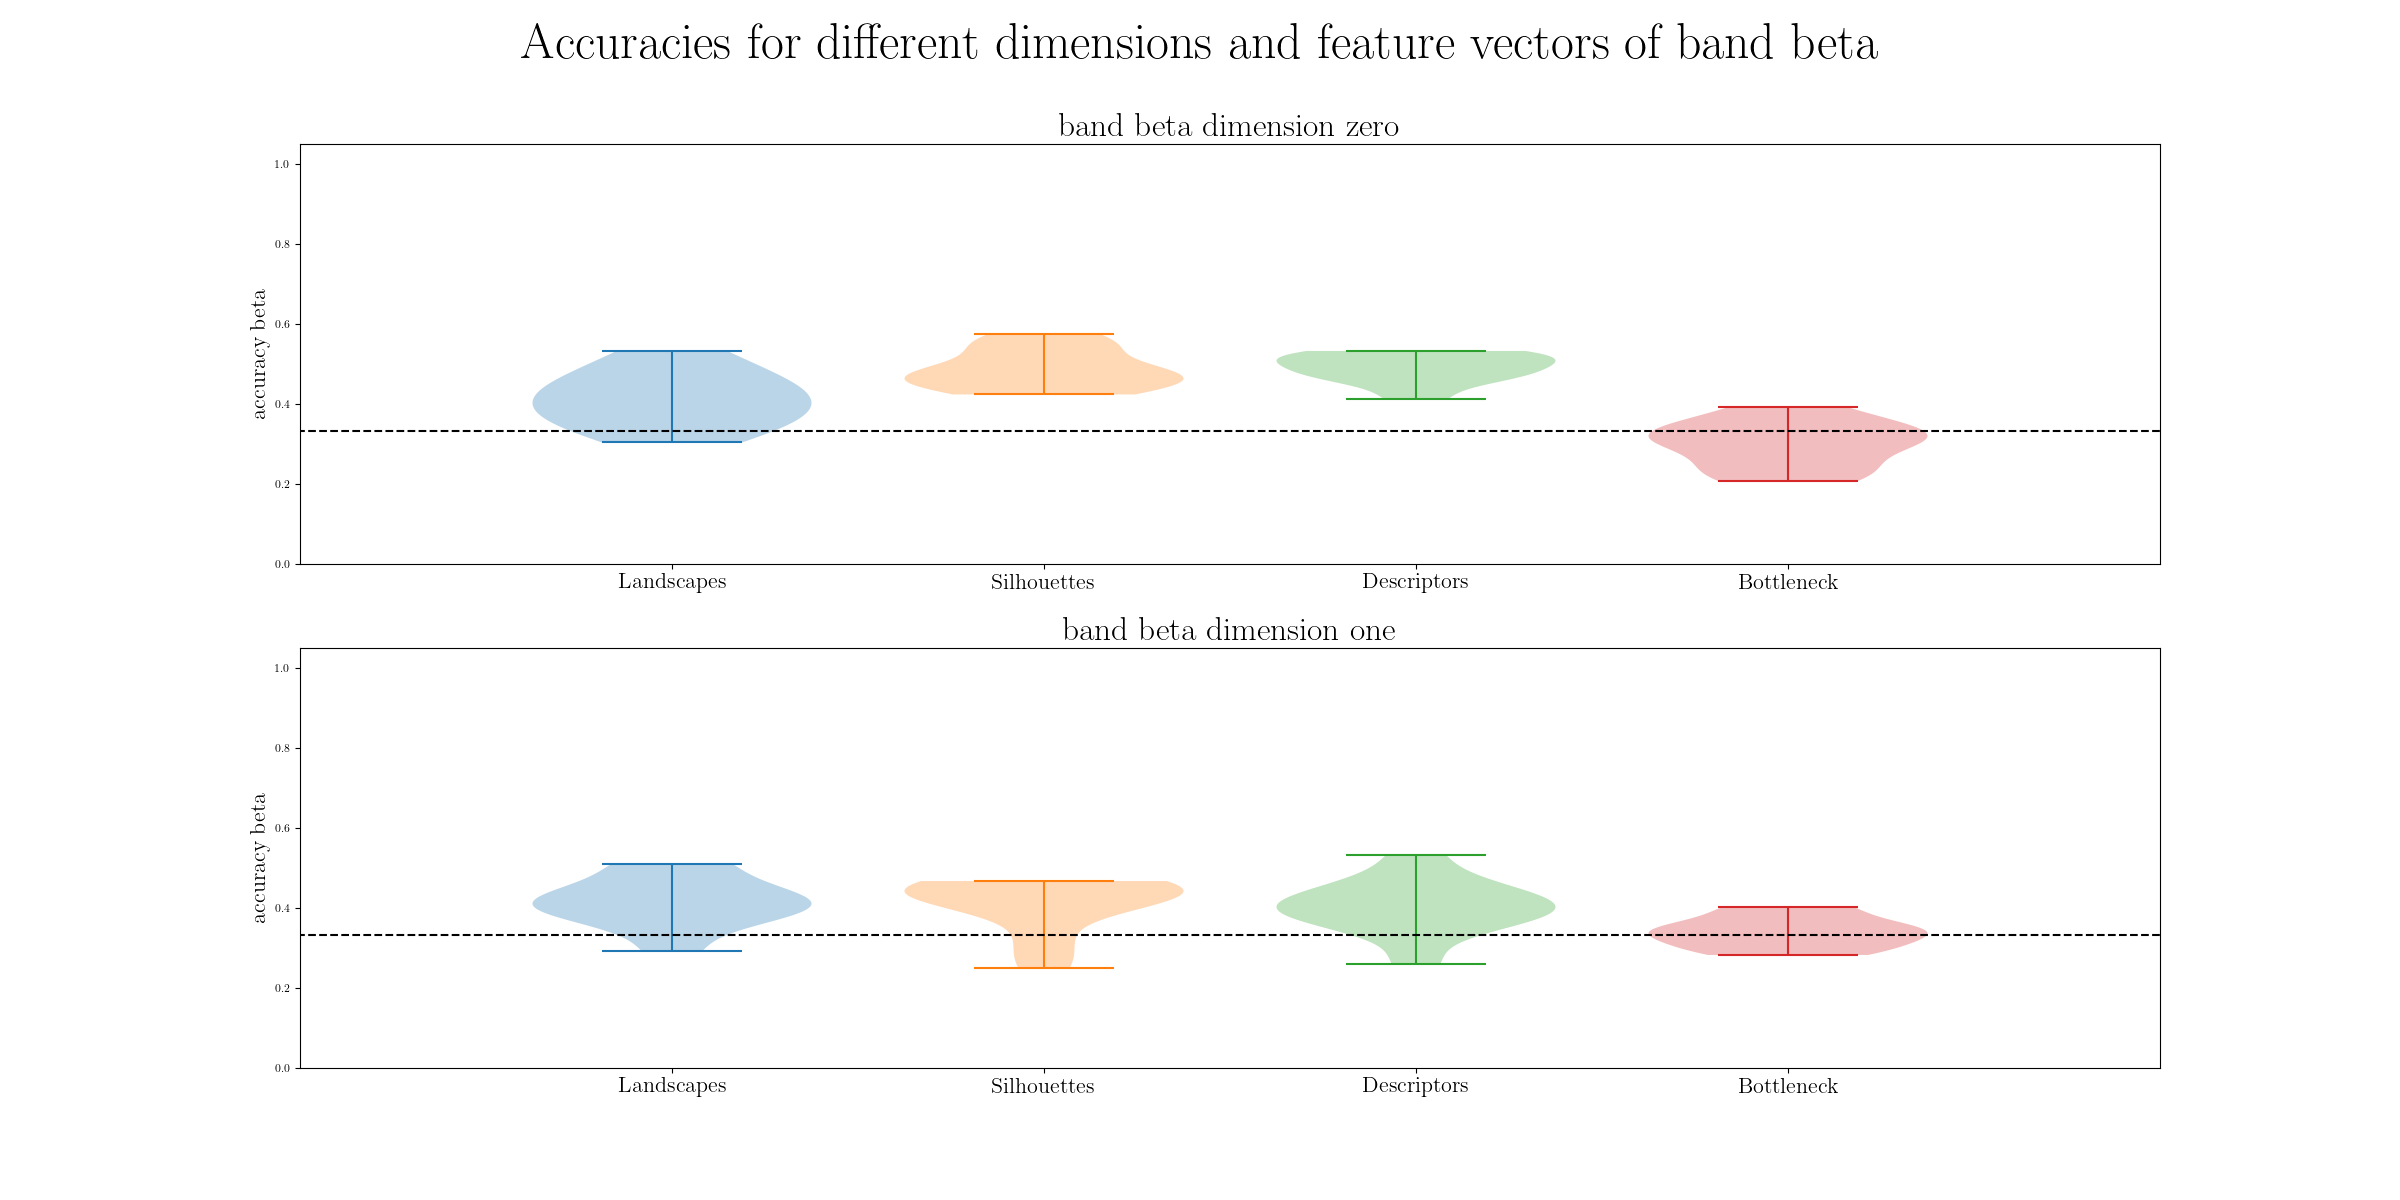 Accuracies for different dimensions and feature vectors of band beta
band beta dimension zero
accuracy beta
1.0
0.8
0.6
0.4
0.2
0.0
Landscapes Silhouettes Descriptors Bottleneck
band beta dimension one
accuracy beta
1.0
0.8
0.6
0.4
0.2
0.0
Landscapes Silhouettes Descriptors Bottleneck